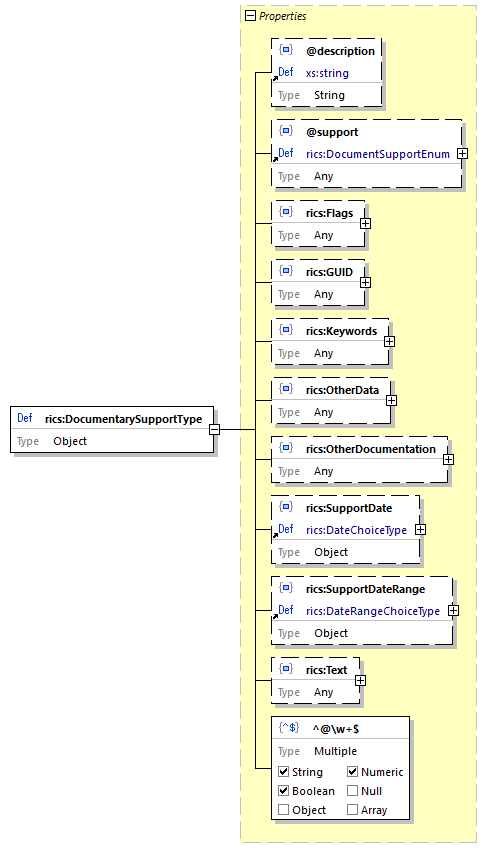 Properties
@description
Def xs:string
Type String
@support
Def rics:DocumentSupportEnum
Type Any
rics:Flags
Type Any
rics:GUID
Type Any
rics:Keywords
Type Any
rics:OtherData
Type Any
Def rics:DocumentarySupportType
Type Object
rics:OtherDocumentation
Type Any
rics:SupportDate
Def rics:DateChoiceType
Type Object
rics:SupportDateRange
Def rics:DateRangeChoiceType
Type Object
rics:Text
Type Any
{^$} ^@\w+$
Type Multiple
String Numeric
Boolean Null
Object Array